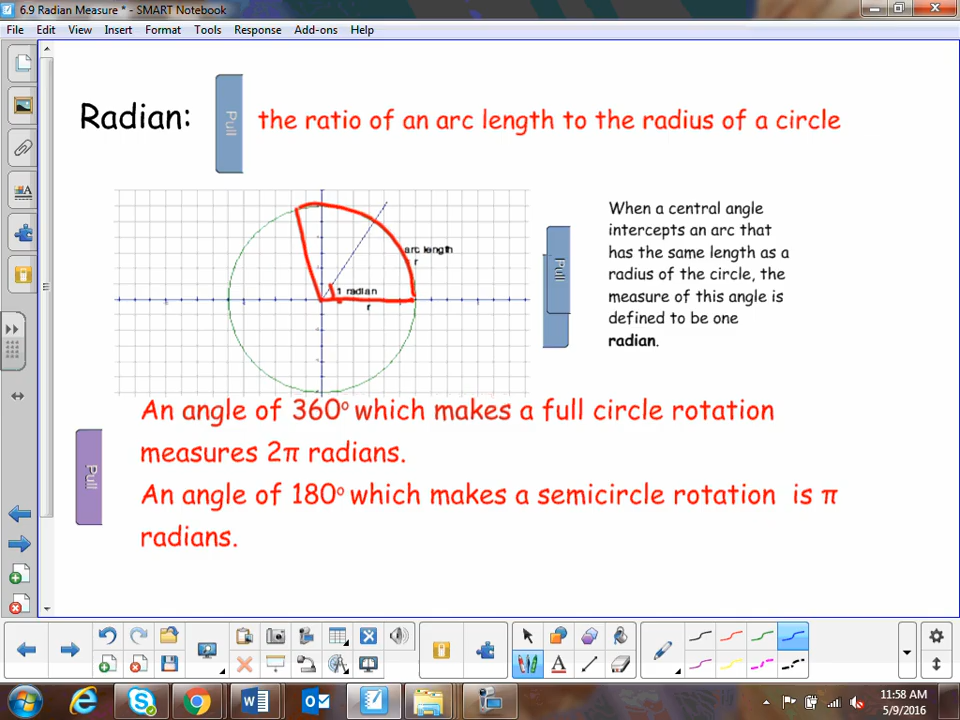 6.9 Radian Measure * - SMART Notebook
File Edit View Insert Format Tools Response Add-ons Help
Radian: Pull the ratio of an arc length to the radius of a circle
When a central angle
intercepts an arc that
has the same length as a
radius of the circle, the
measure of this angle is
defined to be one
radian.
Pull
arc length
r
1 radian
r
An angle of 360° which makes a full circle rotation
measures 2π radians.
Pull
An angle of 180° which makes a semicircle rotation is π
radians.
11:58 AM
5/9/2016